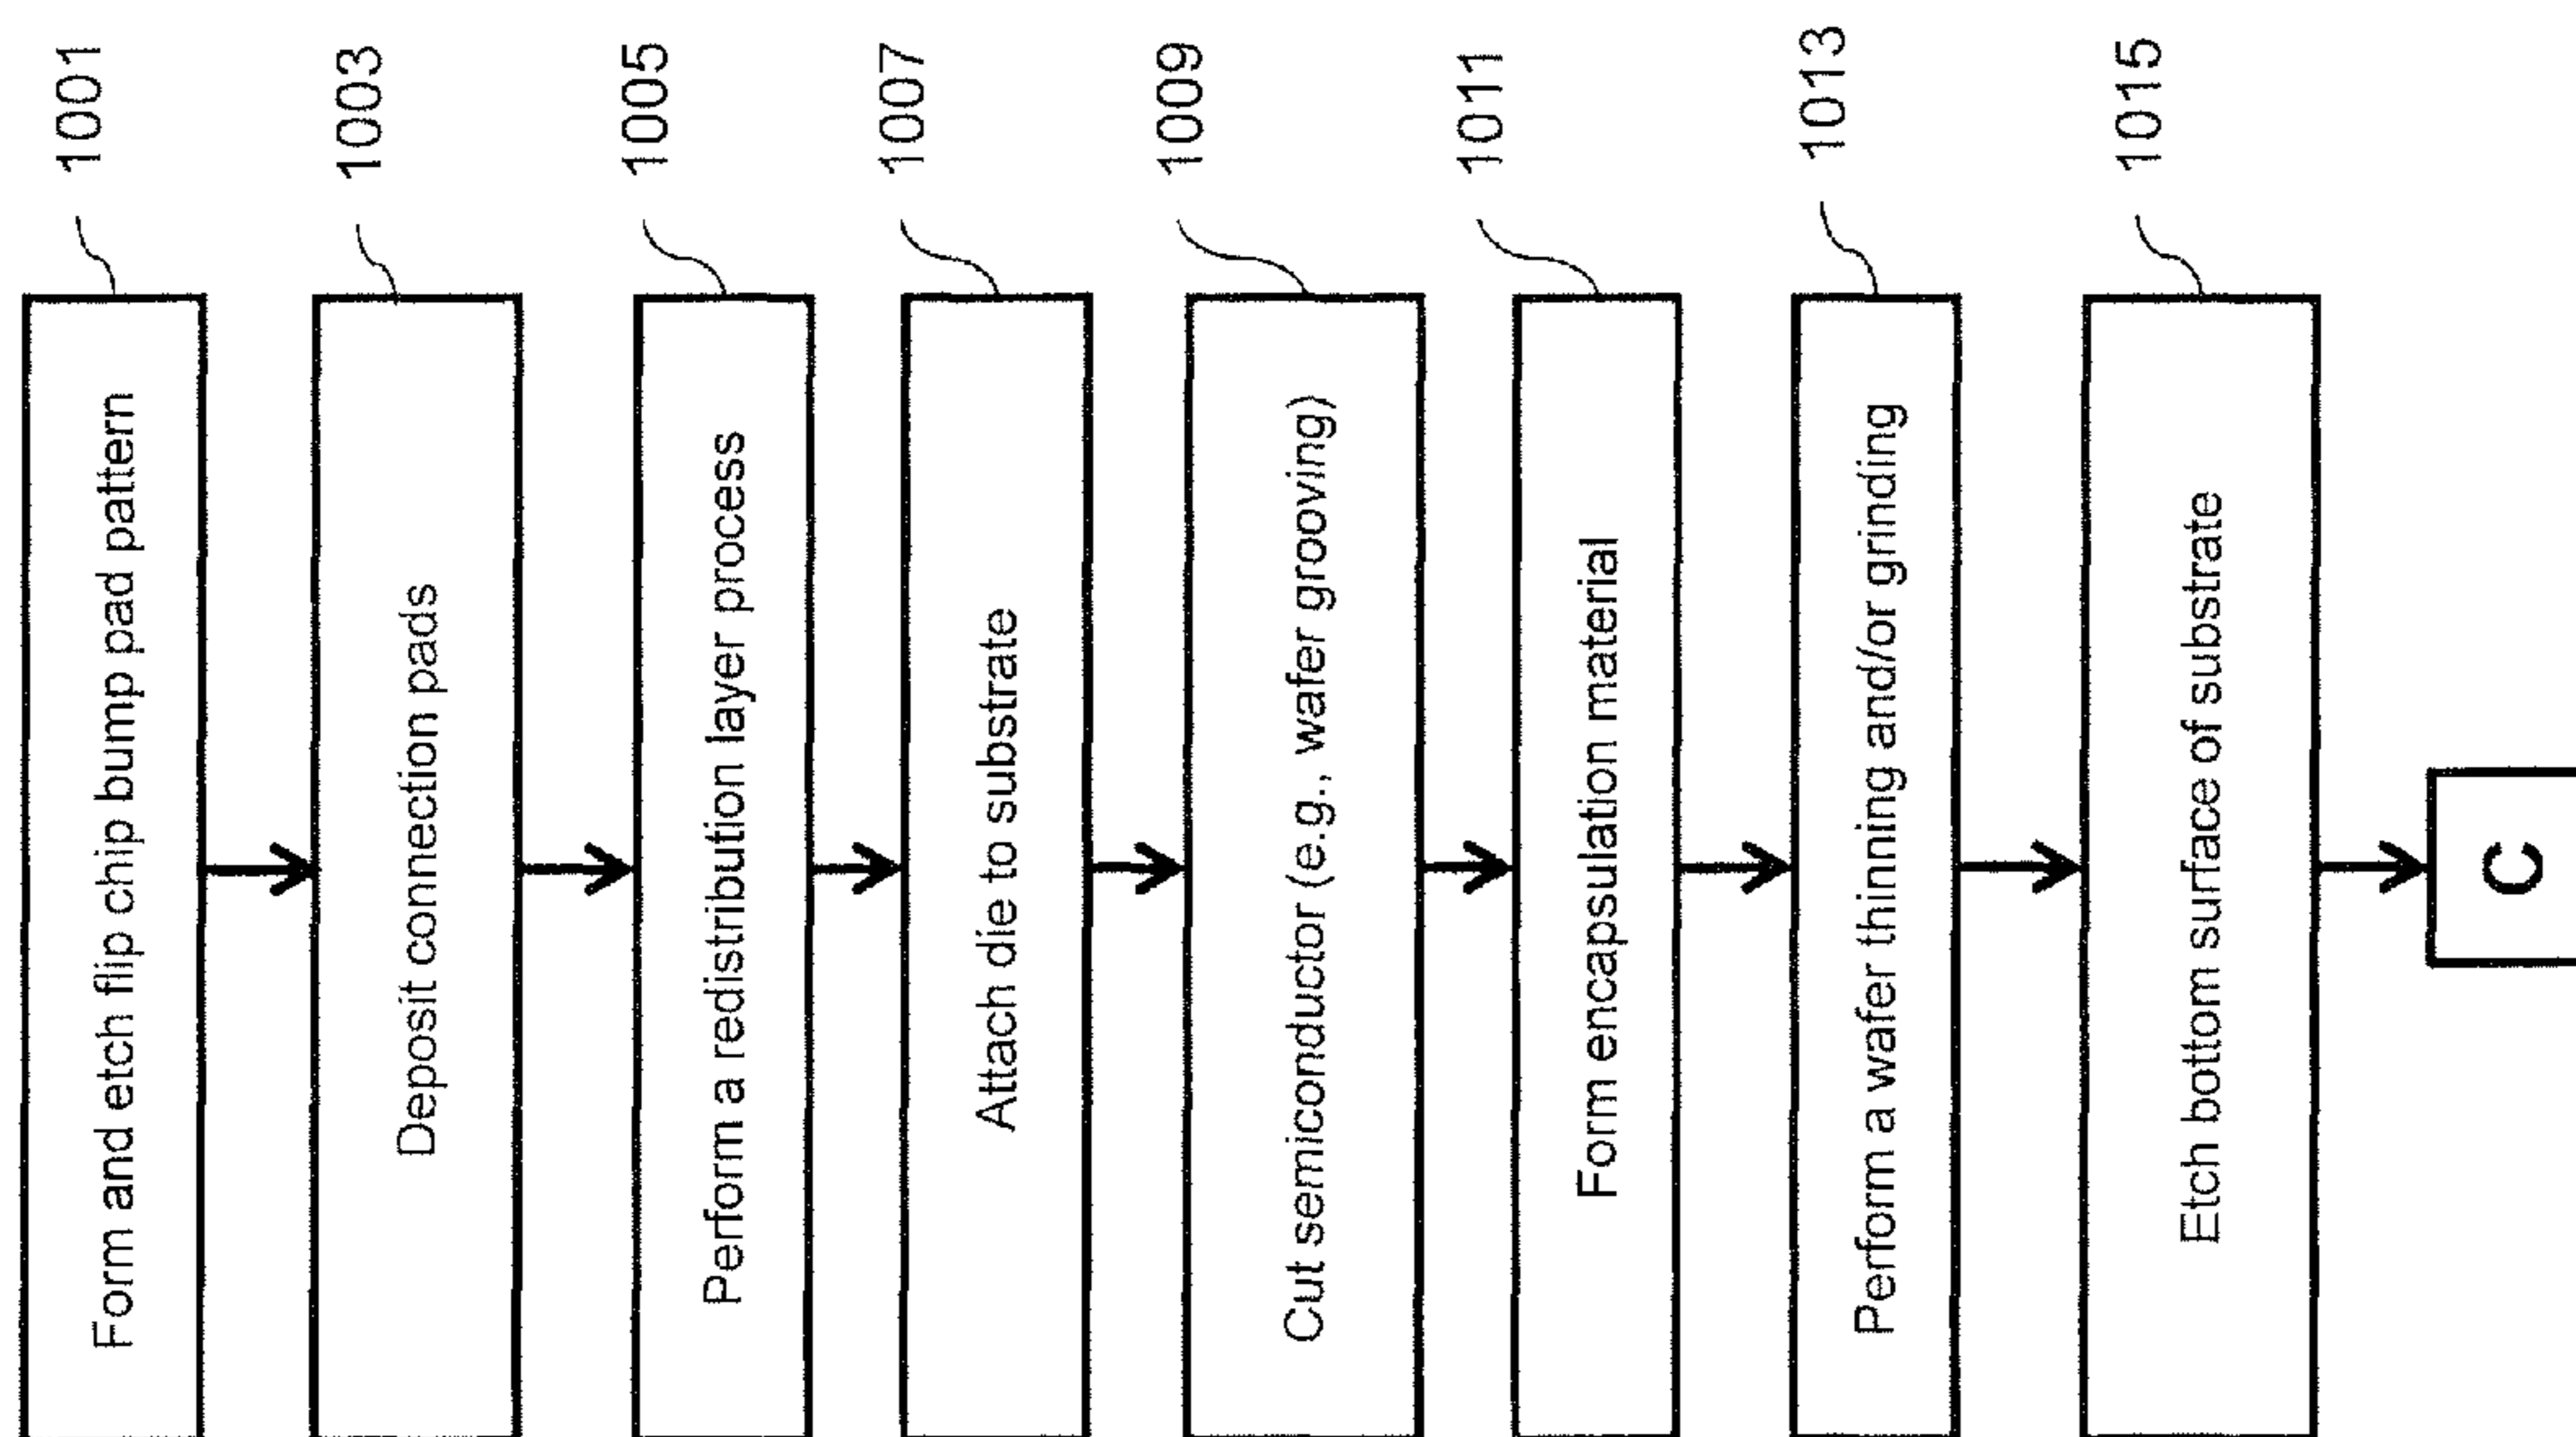 Form and etch flip chip bump pad pattern
1001
Deposit connection pads
1003
Perform a redistribution layer process
1005
Attach die to substrate
1007
Cut semiconductor (e.g., wafer grooving)
1009
Form encapsulation material
1011
Perform a wafer thinning and/or grinding
1013
Etch bottom surface of substrate
1015
C